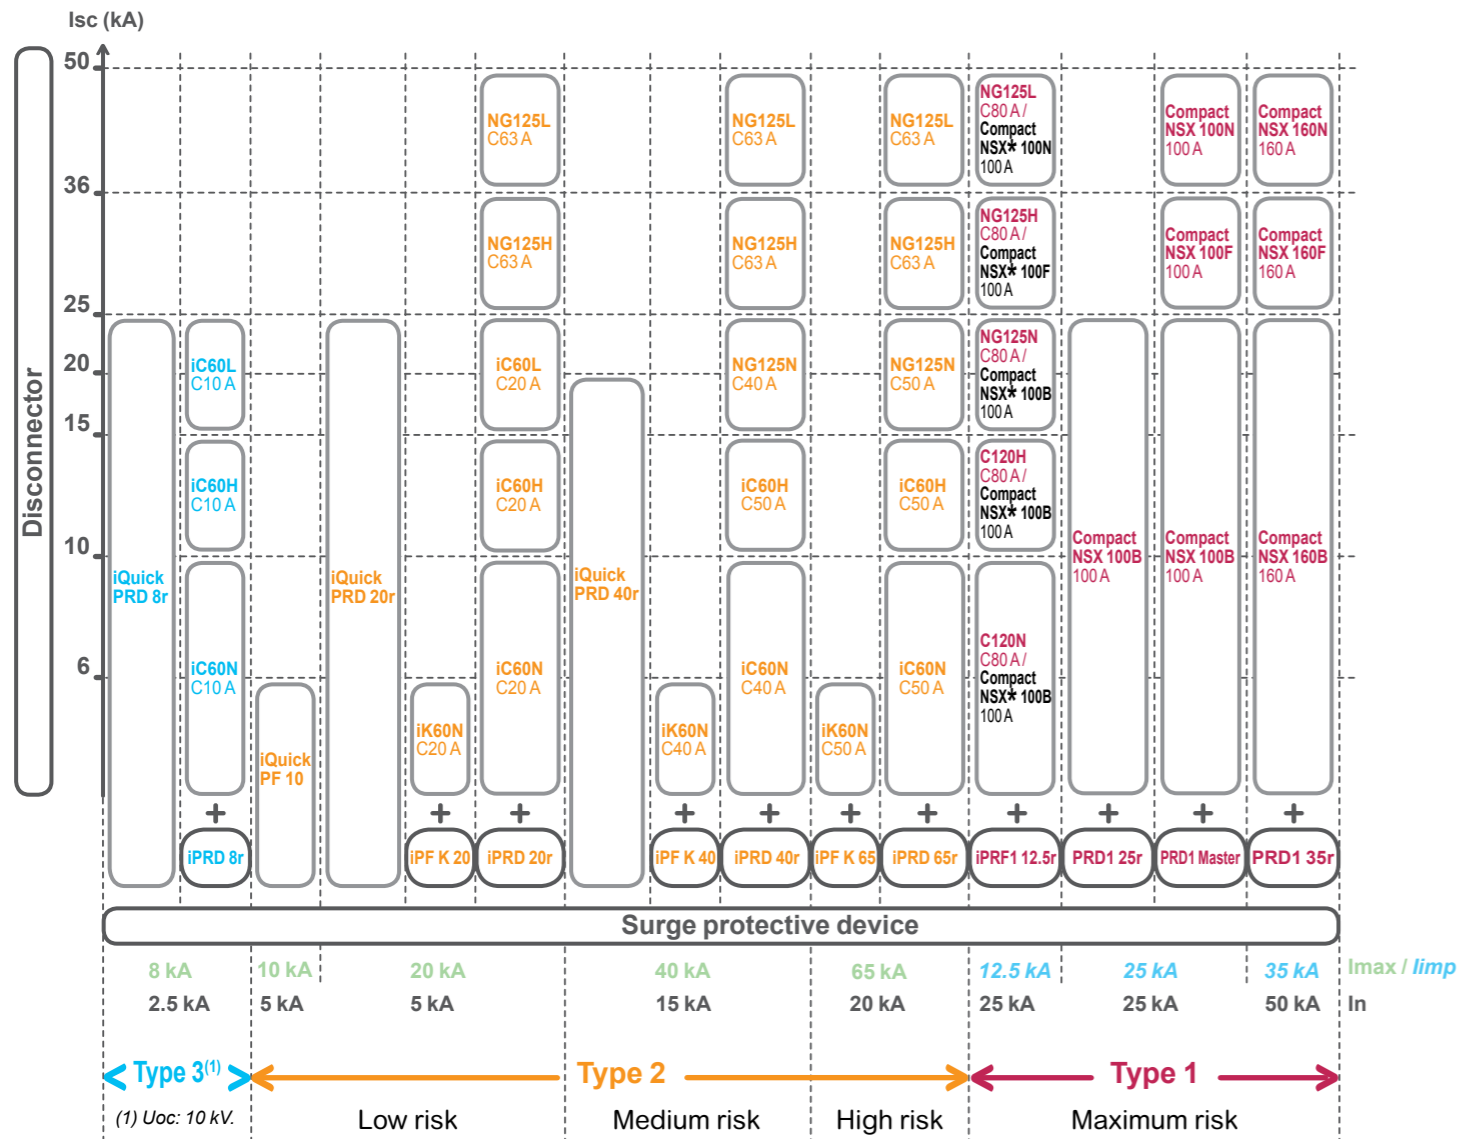 Isc (kA)
50
36
25
20
15
10
6
Disconnector
NG125L
C63 A
NG125L
C63 A
NG125L
C63 A
NG125L
C80 A /
Compact
NSX* 100N
100 A
Compact
NSX 100N
100 A
Compact
NSX 160N
160 A
NG125H
C63 A
NG125H
C63 A
NG125H
C63 A
NG125H
C80 A /
Compact
NSX* 100F
100 A
Compact
NSX 100F
100 A
Compact
NSX 160F
160 A
iC60L
C10 A
iC60L
C20 A
NG125N
C40 A
NG125N
C50 A
NG125N
C80 A /
Compact
NSX* 100B
100 A
iC60H
C10 A
iC60H
C20 A
iC60H
C50 A
iC60H
C50 A
C120H
C80 A /
Compact
NSX* 100B
100 A
iQuick
PRD 8r
iQuick
PRD 20r
iQuick
PRD 40r
Compact
NSX 100B
100 A
Compact
NSX 100B
100 A
Compact
NSX 160B
160 A
iC60N
C10 A
iC60N
C20 A
iC60N
C40 A
iC60N
C50 A
C120N
C80 A /
Compact
NSX* 100B
100 A
iQuick
PF 10
iK60N
C20 A
iK60N
C40 A
iK60N
C50 A
+ + + + + + + + + +
iPRD 8r
iPF K 20
iPRD 20r
iPF K 40
iPRD 40r
iPF K 65
iPRD 65r
iPRF1 12.5r
PRD1 25r
PRD1 Master
PRD1 35r
Surge protective device
8 kA 10 kA 20 kA 40 kA 65 kA 12.5 kA 25 kA 35 kA Imax / Iimp
2.5 kA 5 kA 5 kA 15 kA 20 kA 25 kA 25 kA 50 kA In
Type 3(1) Type 2 Type 1
(1) Uoc: 10 kV. Low risk Medium risk High risk Maximum risk